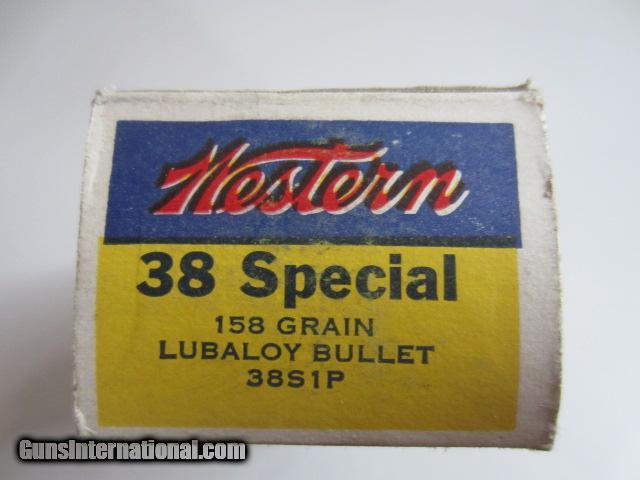 Western
38 Special
158 GRAIN
LUBALOY BULLET
38S1P
GunsInternational.com